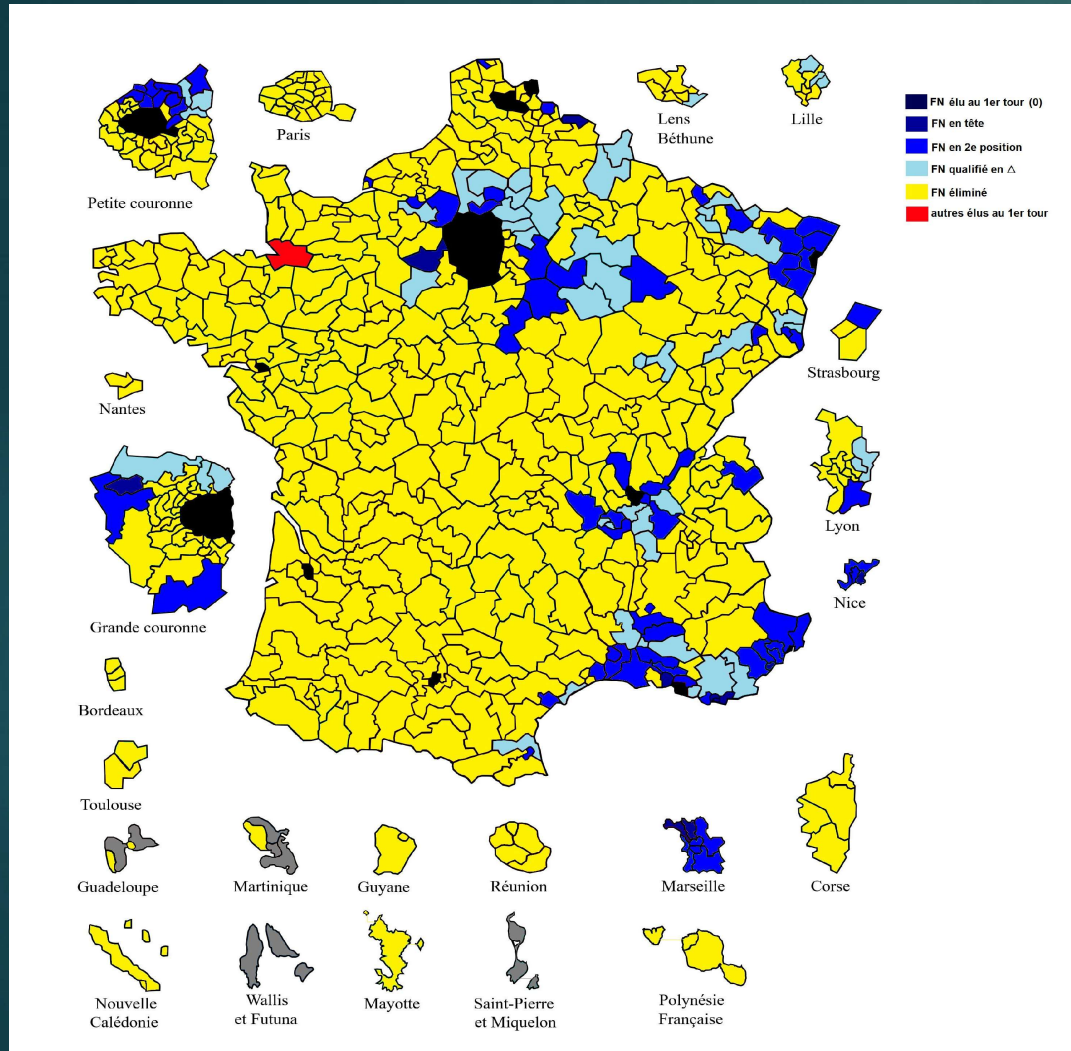 FN élu au 1er tour (0)
FN en tête
FN en 2e position
FN qualifié en △
FN éliminé
autres élus au 1er tour
Petite couronne
Paris
Lens
Béthune
Lille
Strasbourg
Nantes
Lyon
Nice
Grande couronne
Bordeaux
Toulouse
Guadeloupe
Martinique
Guyane
Réunion
Marseille
Corse
Nouvelle
Calédonie
Wallis
et Futuna
Mayotte
Saint-Pierre
et Miquelon
Polynésie
Française